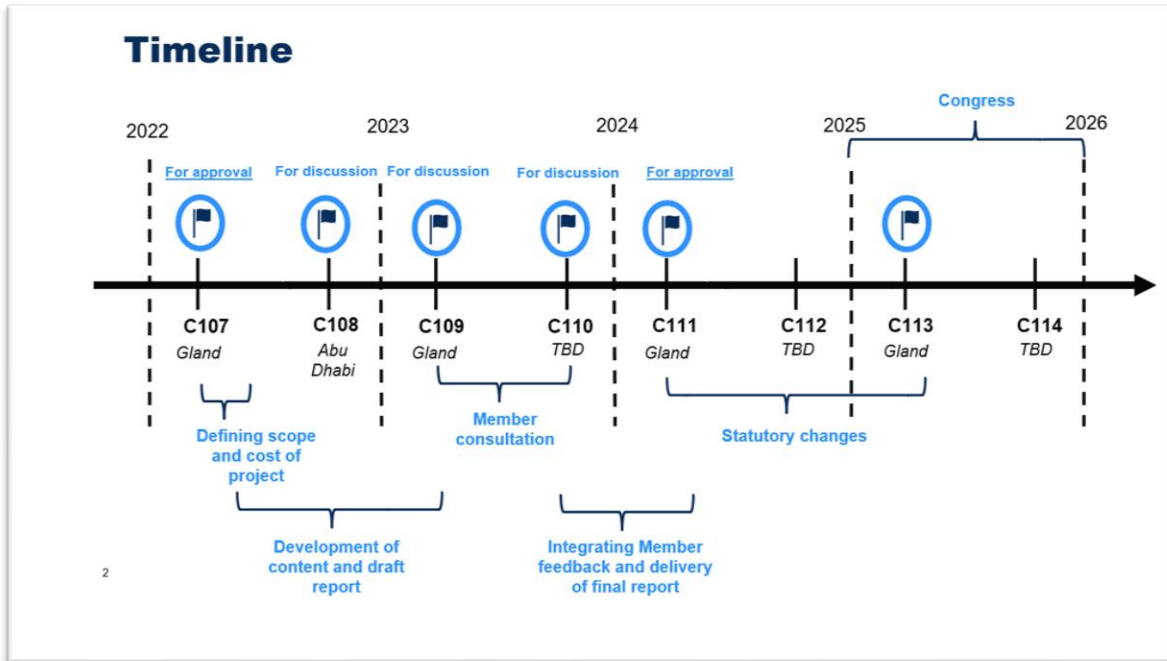 Timeline
Congress
2022
2023
2024
2025
2026
For approval
For discussion
For discussion
For discussion
For approval
C107
Gland
C108
Abu
Dhabi
C109
Gland
C110
TBD
C111
Gland
C112
TBD
C113
Gland
C114
TBD
Defining scope
and cost of
project
Member
consultation
Statutory changes
Development of
content and draft
report
Integrating Member
feedback and delivery
of final report
2